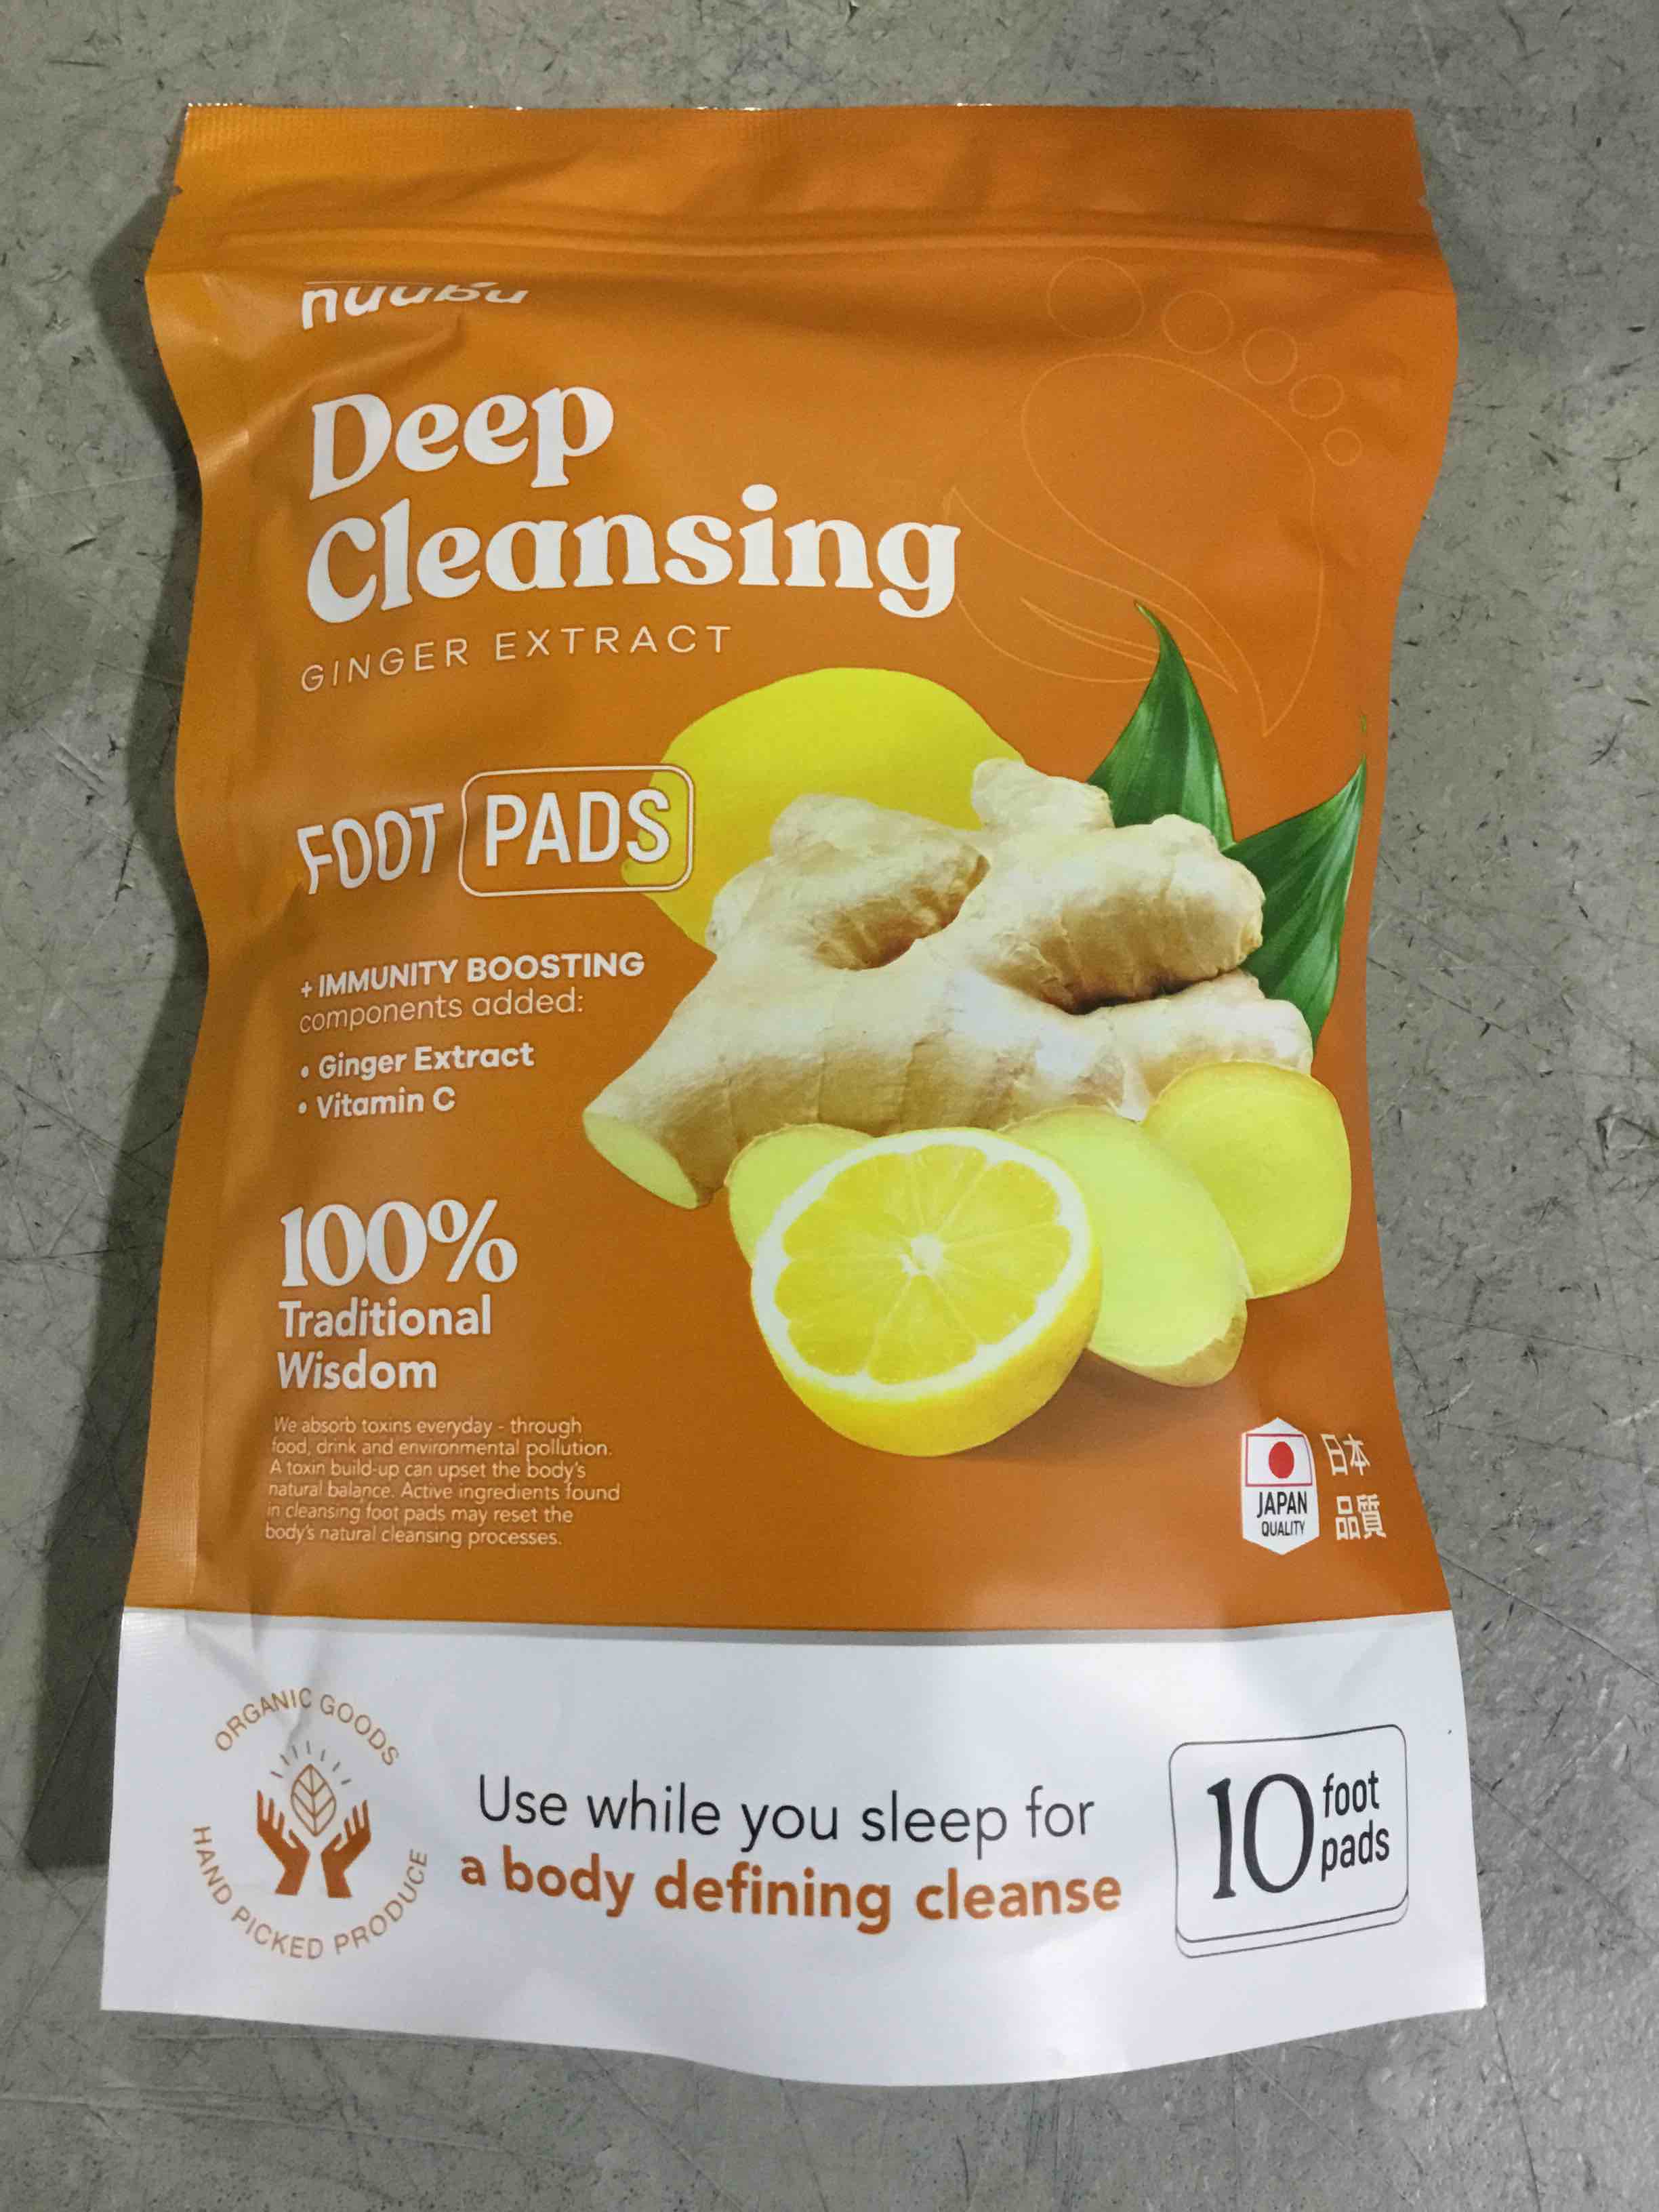 nuubu
Deep
Cleansing
GINGER EXTRACT
FOOT PADS
+ IMMUNITY BOOSTING
components added:
• Ginger Extract
• Vitamin C
100%
Traditional
Wisdom
We absorb toxins everyday - through
food, drink and environmental pollution.
A toxin build-up can upset the body's
natural balance. Active ingredients found
in cleansing foot pads may reset the
body's natural cleansing processes.
JAPAN
QUALITY
日本
品質
ORGANIC GOODS
HAND PICKED PRODUCE
Use while you sleep for
a body defining cleanse
10 foot
pads